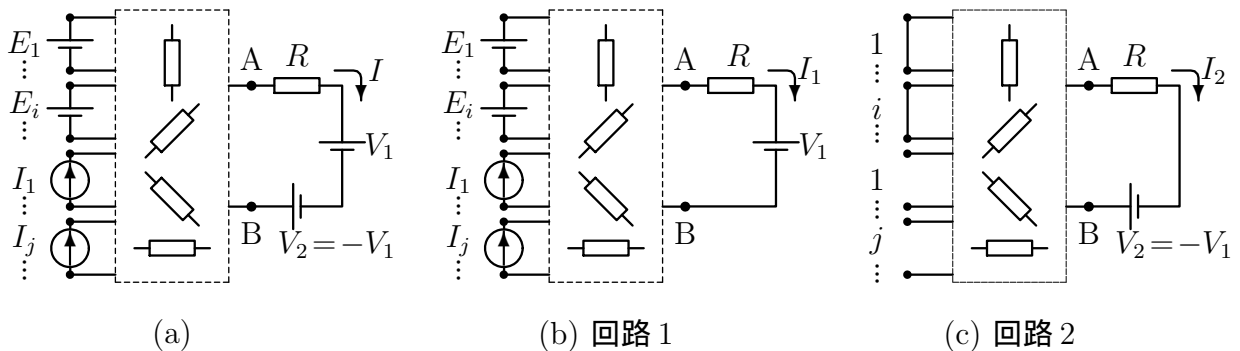 E₁
⋮
Eᵢ
⋮
I₁
⋮
Iⱼ
⋮
A
R
I
V₁
B
V₂ = −V₁
(a)
E₁
⋮
Eᵢ
⋮
I₁
⋮
Iⱼ
⋮
A
R
I₁
V₁
B
(b) 回路 1
1
⋮
i
⋮
1
⋮
j
⋮
A
R
I₂
B
V₂ = −V₁
(c) 回路 2